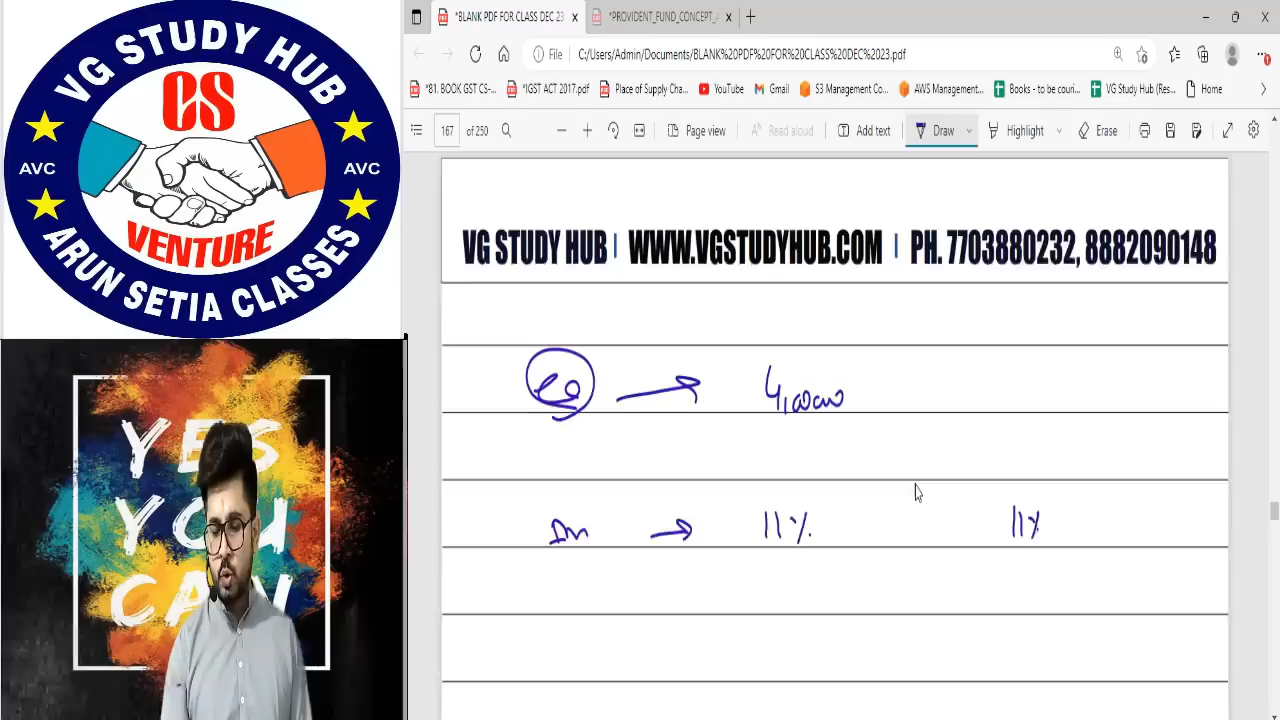 VG STUDY HUB
CS
AVC
AVC
VENTURE
ARUN SETIA CLASSES
YES
YOU
CAN
*BLANK PDF FOR CLASS DEC 23
*PROVIDENT_FUND_CONCEPT_
File
C:/Users/Admin/Documents/BLANK%20PDF%20FOR%20CLASS%20DEC%2023.pdf
*81. BOOK GST CS-...
*IGST ACT 2017.pdf
Place of Supply Cha...
YouTube
Gmail
S3 Management Co...
AWS Management...
Books - to be couri...
VG Study Hub (Res...
Home
167 of 250
Page view
Read aloud
Add text
Draw
Highlight
Erase
VG STUDY HUB | WWW.VGSTUDYHUB.COM | PH. 7703880232, 8882090148
11% 11%